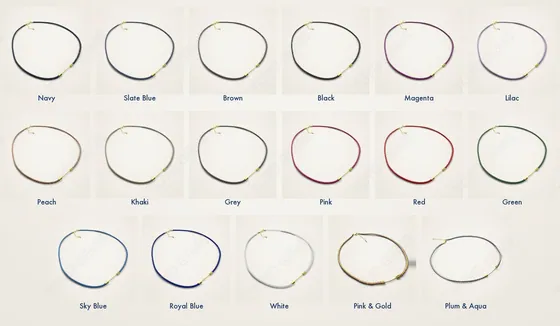 Navy Slate Blue Brown Black Magenta Lilac
Peach Khaki Grey Pink Red Green
Sky Blue Royal Blue White Pink & Gold Plum & Aqua